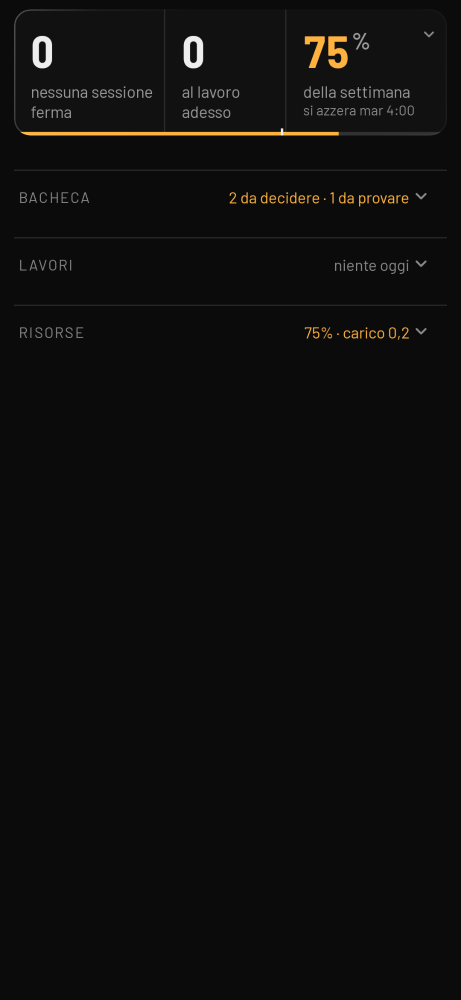 0
nessuna sessione
ferma
0
al lavoro
adesso
75%
della settimana
si azzera mar 4:00
BACHECA
2 da decidere · 1 da provare
LAVORI
niente oggi
RISORSE
75% · carico 0,2